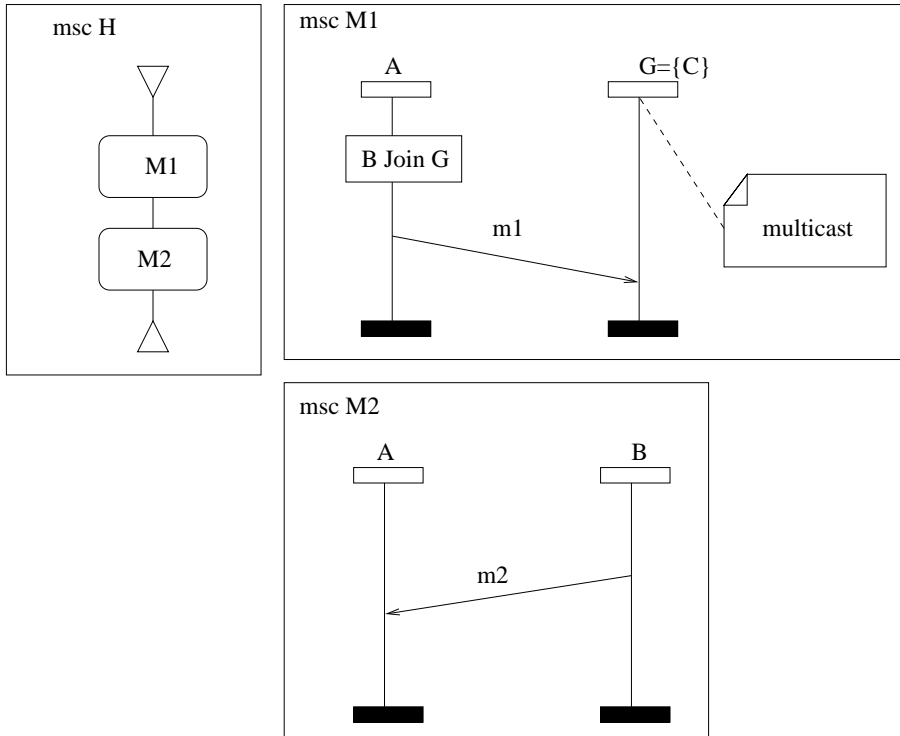 msc H
M1
M2
msc M1
A
G={C}
B Join G
m1
multicast
msc M2
A
B
m2